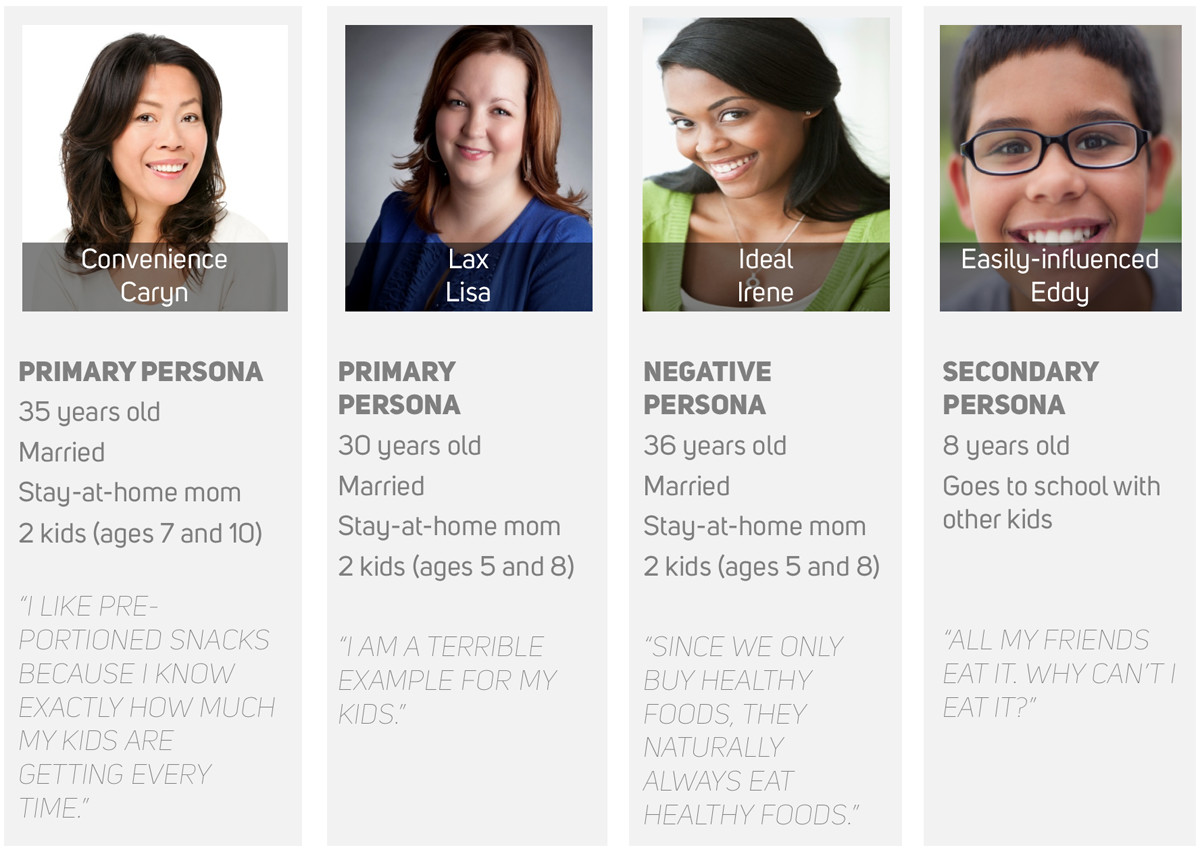 Convenience
Caryn
PRIMARY PERSONA
35 years old
Married
Stay-at-home mom
2 kids (ages 7 and 10)
“I LIKE PRE-
PORTIONED SNACKS
BECAUSE I KNOW
EXACTLY HOW MUCH
MY KIDS ARE
GETTING EVERY
TIME.”
Lax
Lisa
PRIMARY
PERSONA
30 years old
Married
Stay-at-home mom
2 kids (ages 5 and 8)
“I AM A TERRIBLE
EXAMPLE FOR MY
KIDS.”
Ideal
Irene
NEGATIVE
PERSONA
36 years old
Married
Stay-at-home mom
2 kids (ages 5 and 8)
“SINCE WE ONLY
BUY HEALTHY
FOODS, THEY
NATURALLY
ALWAYS EAT
HEALTHY FOODS.”
Easily-influenced
Eddy
SECONDARY
PERSONA
8 years old
Goes to school with
other kids
“ALL MY FRIENDS
EAT IT. WHY CAN’T I
EAT IT?”